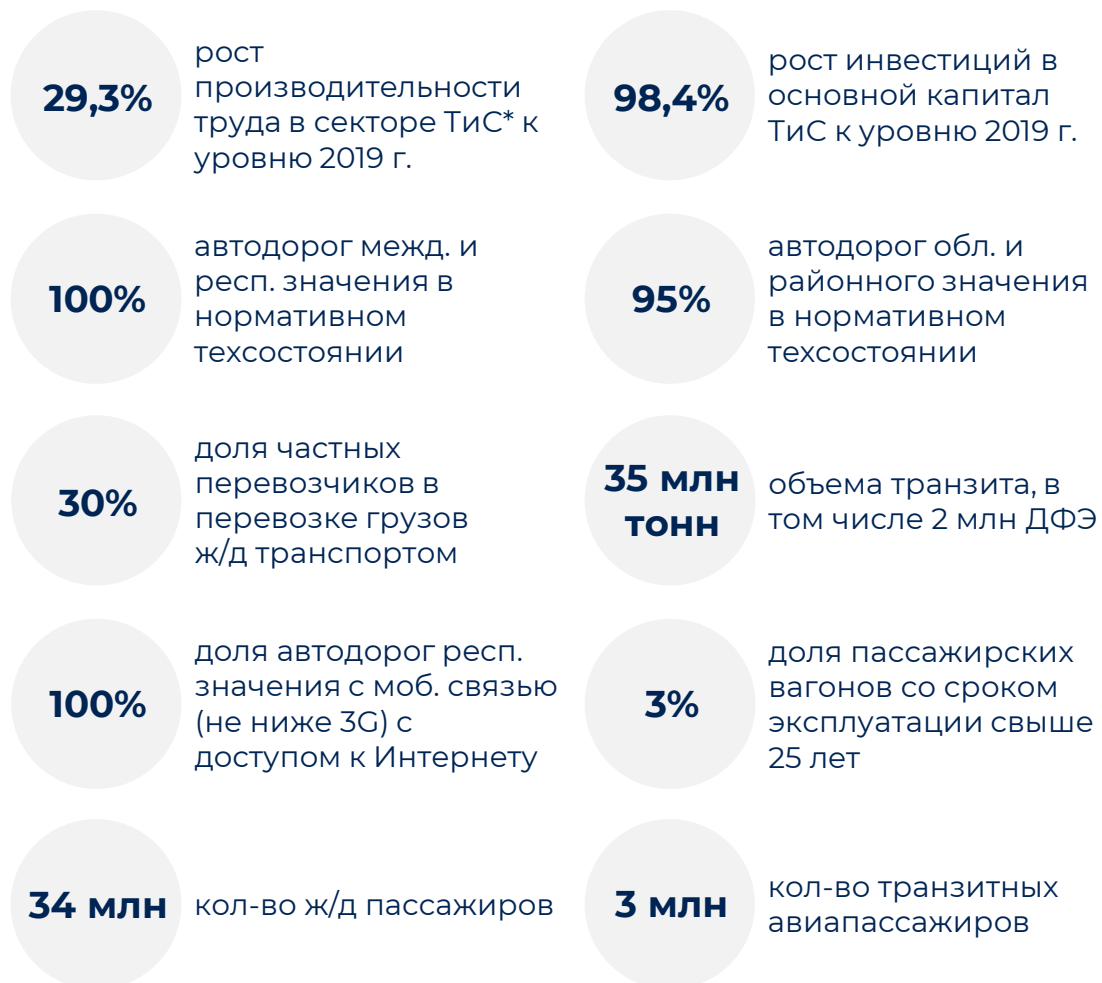 29,3%
рост
производительности
труда в секторе ТиС* к
уровню 2019 г.
98,4%
рост инвестиций в
основной капитал
ТиС к уровню 2019 г.
100%
автодорог межд. и
респ. значения в
нормативном
техсостоянии
95%
автодорог обл. и
районного значения
в нормативном
техсостоянии
30%
доля частных
перевозчиков в
перевозке грузов
ж/д транспортом
35 млн
тонн
объема транзита, в
том числе 2 млн ДФЭ
100%
доля автодорог респ.
значения с моб. связью
(не ниже 3G) с
доступом к Интернету
3%
доля пассажирских
вагонов со сроком
эксплуатации свыше
25 лет
34 млн
кол-во ж/д пассажиров
3 млн
кол-во транзитных
авиапассажиров